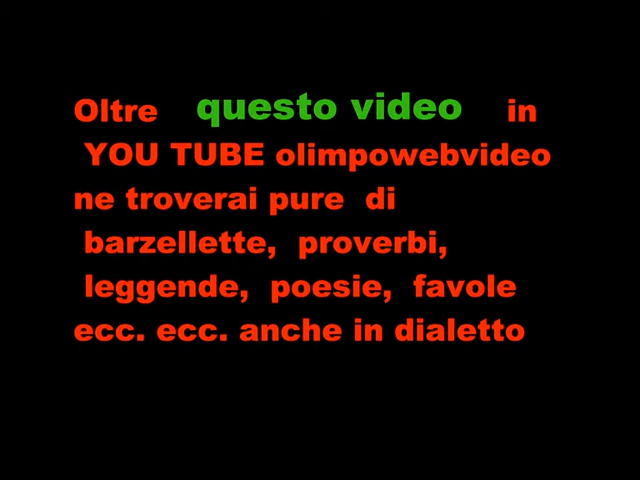 Oltre questo video in
YOU TUBE olimpowebvideo
ne troverai pure di
barzellette, proverbi,
leggende, poesie, favole
ecc. ecc. anche in dialetto